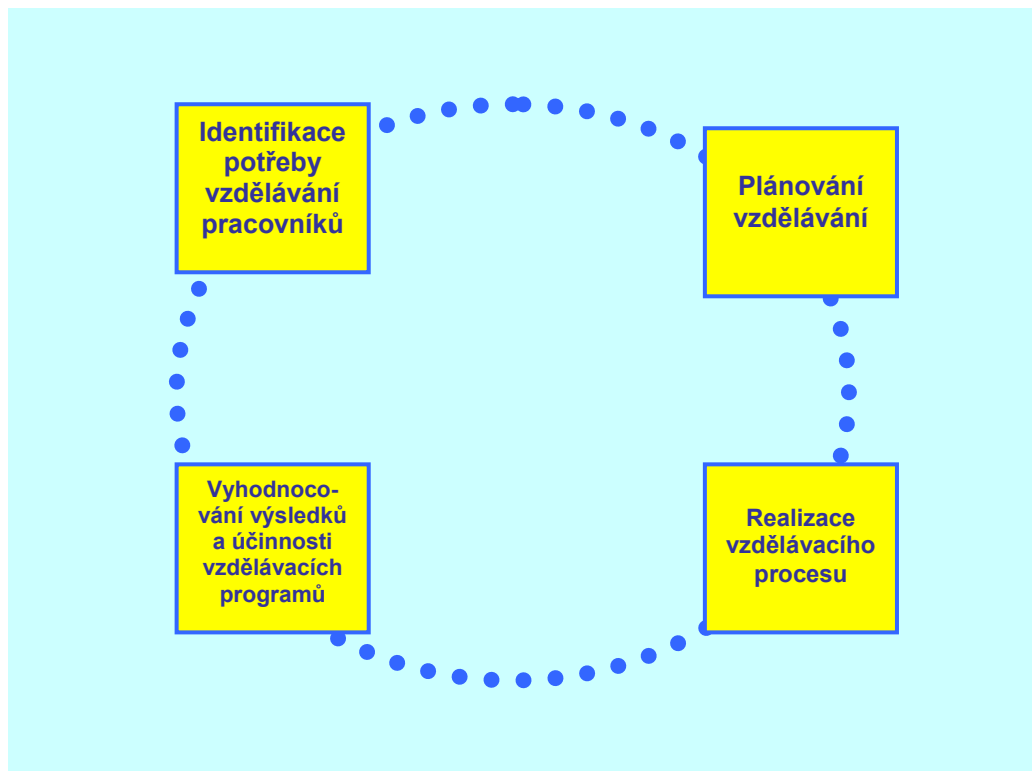 Identifikace
potřeby
vzdělávání
pracovníků
Plánování
vzdělávání
Vyhodnoco-
vání výsledků
a účinnosti
vzdělávacích
programů
Realizace
vzdělávacího
procesu